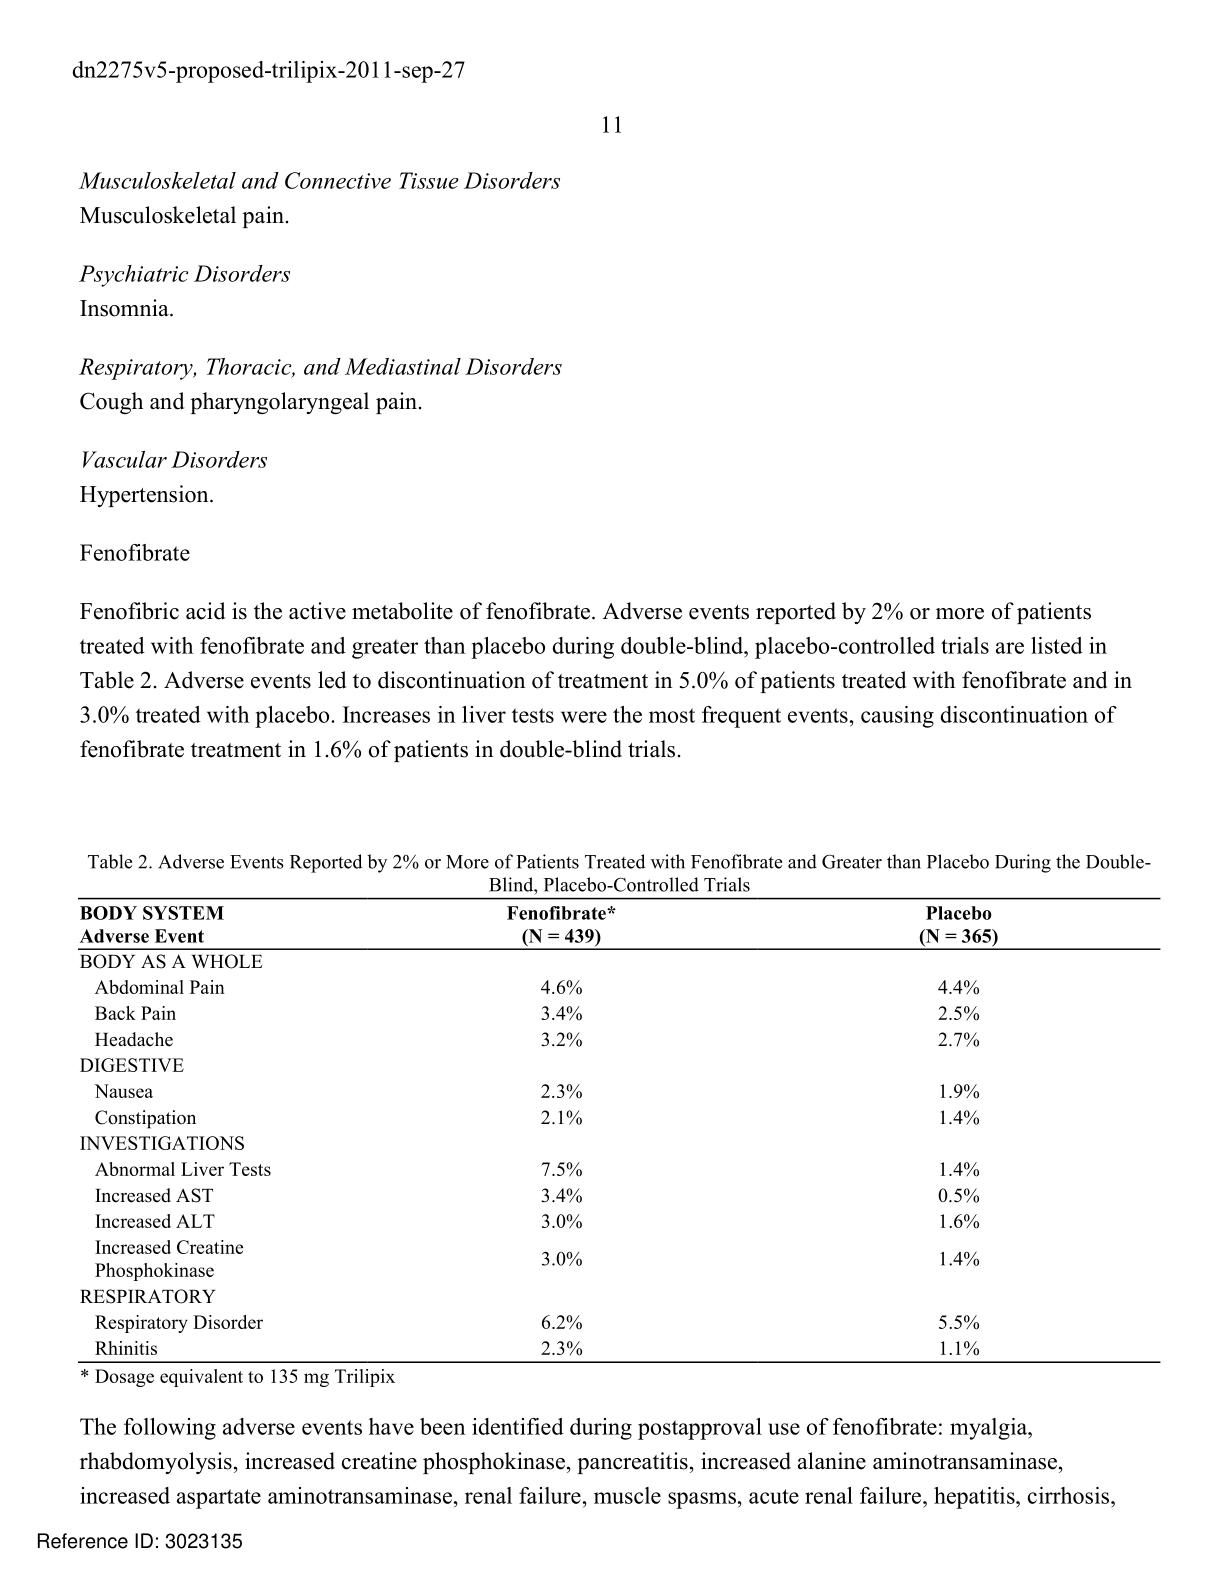 dn2275v5-proposed-trilipix-2011-sep-27
11
Musculoskeletal and Connective Tissue Disorders
Musculoskeletal pain.
Psychiatric Disorders
Insomnia.
Respiratory, Thoracic, and Mediastinal Disorders
Cough and pharyngolaryngeal pain.
Vascular Disorders
Hypertension.
Fenofibrate
Fenofibric acid is the active metabolite of fenofibrate. Adverse events reported by 2% or more of patients
treated with fenofibrate and greater than placebo during double-blind, placebo-controlled trials are listed in
Table 2. Adverse events led to discontinuation of treatment in 5.0% of patients treated with fenofibrate and in
3.0% treated with placebo. Increases in liver tests were the most frequent events, causing discontinuation of
fenofibrate treatment in 1.6% of patients in double-blind trials.
Table 2. Adverse Events Reported by 2% or More of Patients Treated with Fenofibrate and Greater than Placebo During the Double-
Blind, Placebo-Controlled Trials
BODY SYSTEM Fenofibrate* Placebo
Adverse Event (N = 439) (N = 365)
BODY AS A WHOLE
Abdominal Pain 4.6% 4.4%
Back Pain 3.4% 2.5%
Headache 3.2% 2.7%
DIGESTIVE
Nausea 2.3% 1.9%
Constipation 2.1% 1.4%
INVESTIGATIONS
Abnormal Liver Tests 7.5% 1.4%
Increased AST 3.4% 0.5%
Increased ALT 3.0% 1.6%
Increased Creatine
Phosphokinase 3.0% 1.4%
RESPIRATORY
Respiratory Disorder 6.2% 5.5%
Rhinitis 2.3% 1.1%
* Dosage equivalent to 135 mg Trilipix
The following adverse events have been identified during postapproval use of fenofibrate: myalgia,
rhabdomyolysis, increased creatine phosphokinase, pancreatitis, increased alanine aminotransaminase,
increased aspartate aminotransaminase, renal failure, muscle spasms, acute renal failure, hepatitis, cirrhosis,
Reference ID: 3023135